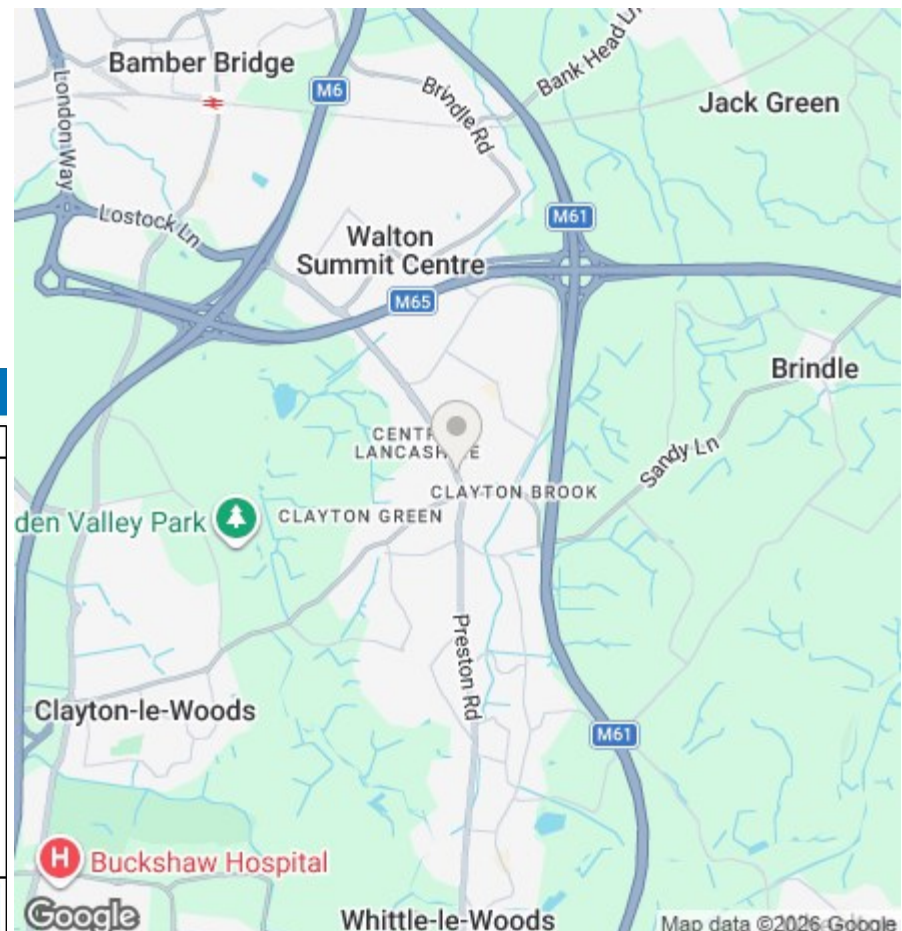 Bamber Bridge
M6
London Way
Brindle Rd
Bank Head Ln
Jack Green
Lostock Ln
Walton
Summit Centre
M61
M65
Brindle
CENTR
LANCASH E
Sandy Ln
CLAYTON BROOK
den Valley Park
CLAYTON GREEN
Preston Rd
Clayton-le-Woods
M61
H
Buckshaw Hospital
Google
Whittle-le-Woods
Map data ©2026 Google